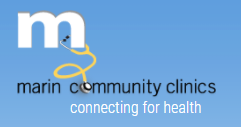 m
marin community clinics
connecting for health